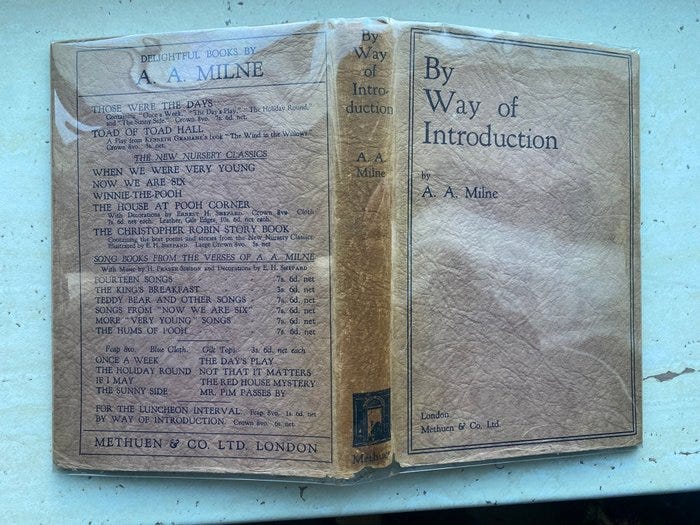 DELIGHTFUL BOOKS BY
A. A. MILNE
THOSE WERE THE DAYS
Containing "Once a Week," "The Day's Play," "The Holiday Round,"
and "The Sunny Side." Crown 8vo. 7s. 6d. net.
TOAD OF TOAD HALL
A Play from KENNETH GRAHAME's book "The Wind in the Willows."
Crown 8vo. 5s. net.
THE NEW NURSERY CLASSICS
WHEN WE WERE VERY YOUNG
NOW WE ARE SIX
WINNIE-THE-POOH
THE HOUSE AT POOH CORNER
With Decorations by ERNEST H. SHEPARD. Crown 8vo. Cloth
7s. 6d. net each. Leather, Gilt Edges, 10s. 6d. net each.
THE CHRISTOPHER ROBIN STORY BOOK
Containing the best poems and stories from the New Nursery Classics
Illustrated by E. H. SHEPARD. Large Crown 8vo. 5s. net.
SONG BOOKS FROM THE VERSES OF A. A. MILNE
With Music by H. FRASER-SIMSON and Decorations by E. H. SHEPARD
FOURTEEN SONGS 7s. 6d. net
THE KING'S BREAKFAST 3s. 6d. net
TEDDY BEAR AND OTHER SONGS 7s. 6d. net
SONGS FROM "NOW WE ARE SIX" 7s. 6d. net
MORE "VERY YOUNG" SONGS 7s. 6d. net
THE HUMS OF POOH 7s. 6d. net
Fcap 8vo. Blue Cloth. Gilt Tops. 3s. 6d. net each
ONCE A WEEK THE DAY'S PLAY
THE HOLIDAY ROUND NOT THAT IT MATTERS
IF I MAY THE RED HOUSE MYSTERY
THE SUNNY SIDE MR. PIM PASSES BY
FOR THE LUNCHEON INTERVAL. Fcap 8vo. 1s. 6d. net
BY WAY OF INTRODUCTION. Crown 8vo. 6s. net
METHUEN & CO. LTD. LONDON
By
Way
of
Intro-
duction
A. A.
Milne
Methuen
By
Way of
Introduction
by
A. A. Milne
London
Methuen & Co. Ltd.